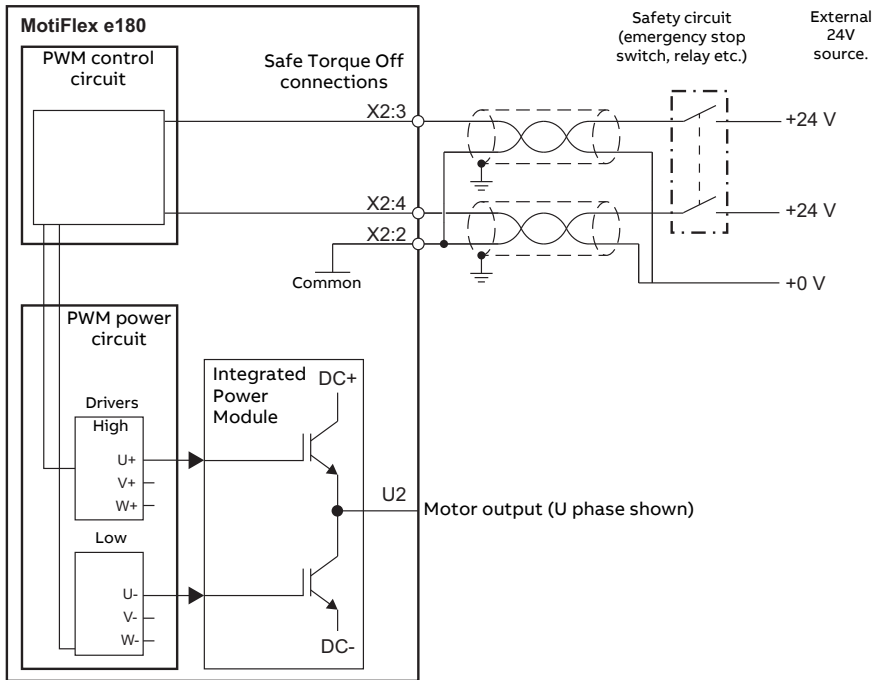 MotiFlex e180
PWM control
circuit
Safe Torque Off
connections
X2:3
X2:4
X2:2
Common
Safety circuit
(emergency stop
switch, relay etc.)
External
24V
source.
+24 V
+24 V
+0 V
PWM power
circuit
Drivers
High
U+
V+
W+
Low
U-
V-
W-
Integrated
Power
Module
DC+
DC-
U2
Motor output (U phase shown)